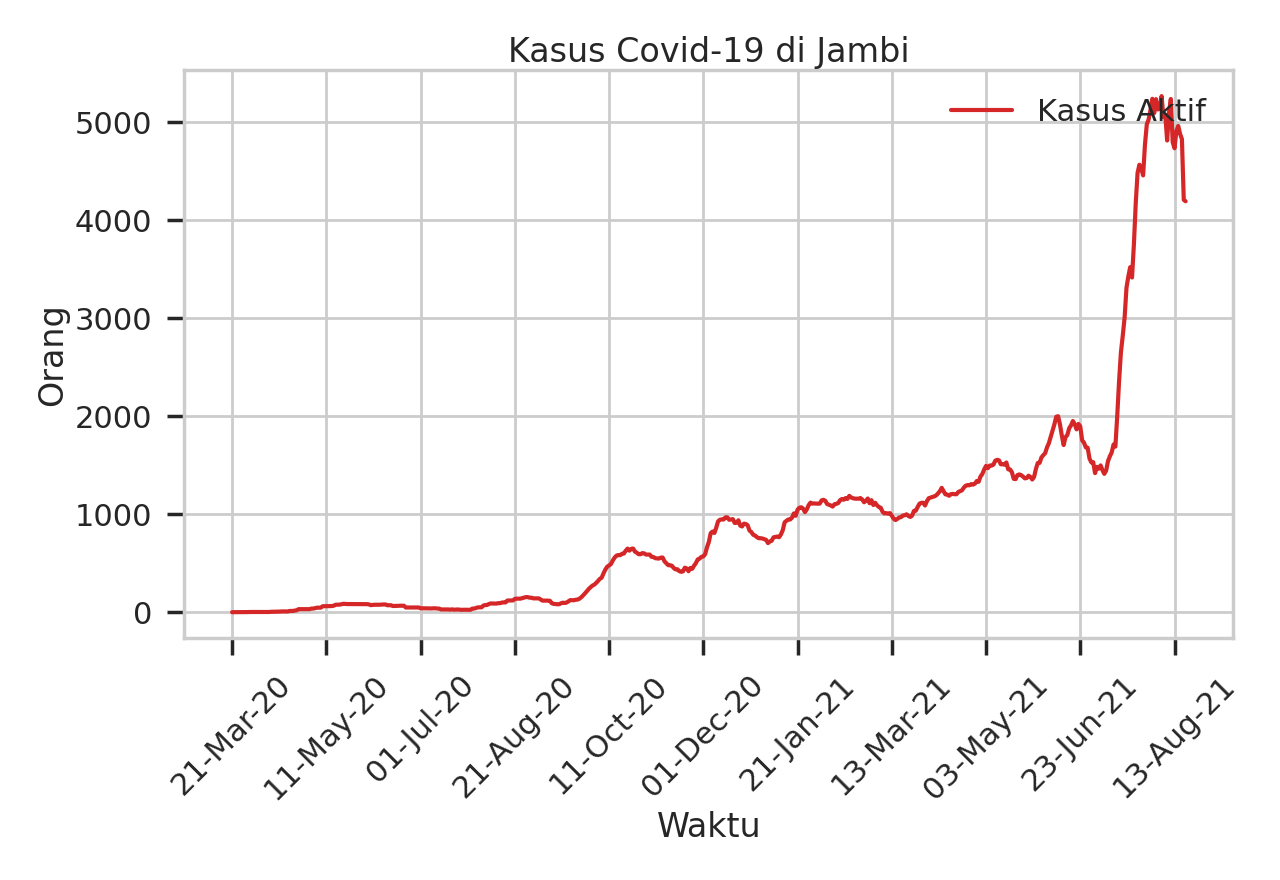 Kasus Covid-19 di Jambi
Kasus Aktif
5000
4000
3000
2000
1000
0
Orang
21-Mar-20
11-May-20
01-Jul-20
21-Aug-20
11-Oct-20
01-Dec-20
21-Jan-21
13-Mar-21
03-May-21
23-Jun-21
13-Aug-21
Waktu